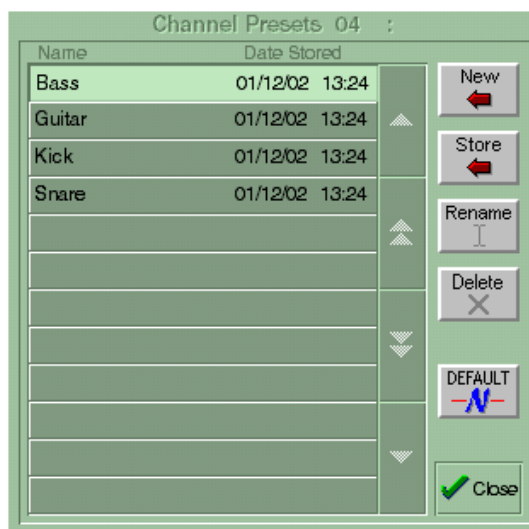 Channel Presets 04 :
Name Date Stored
Bass 01/12/02 13:24
Guitar 01/12/02 13:24
Kick 01/12/02 13:24
Snare 01/12/02 13:24
New
Store
Rename
Delete
DEFAULT
N
Close